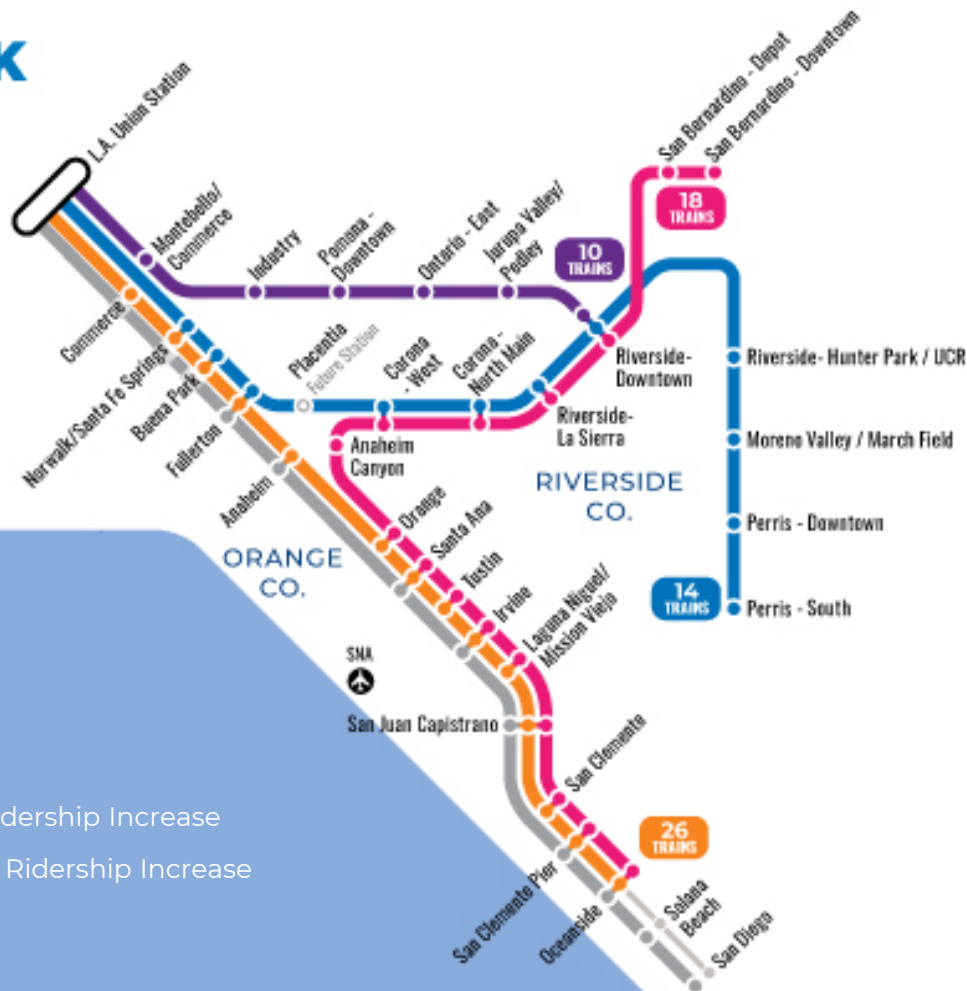 K
L.A. Union Station
Montebello/
Commerce
Industry
Pomona -
Downtown
Ontario - East
Jurupa Valley/
Pedley
10
TRAINS
San Bernardino - Depot
San Bernardino - Downtown
18
TRAINS
Commerce
Norwalk/Santa Fe Springs
Buena Park
Fullerton
Anaheim
Placentia
Future Station
Corona
- West
Corona -
North Main
Riverside-
Downtown
Riverside-
La Sierra
Anaheim
Canyon
RIVERSIDE
CO.
Riverside- Hunter Park / UCR
Moreno Valley / March Field
Perris - Downtown
14
TRAINS
Perris - South
ORANGE
CO.
Orange
Santa Ana
Tustin
Irvine
Laguna Niguel/
Mission Viejo
SNA
San Juan Capistrano
San Clemente
26
TRAINS
San Clemente Pier
Oceanside
Solana
Beach
San Diego
dership Increase
Ridership Increase